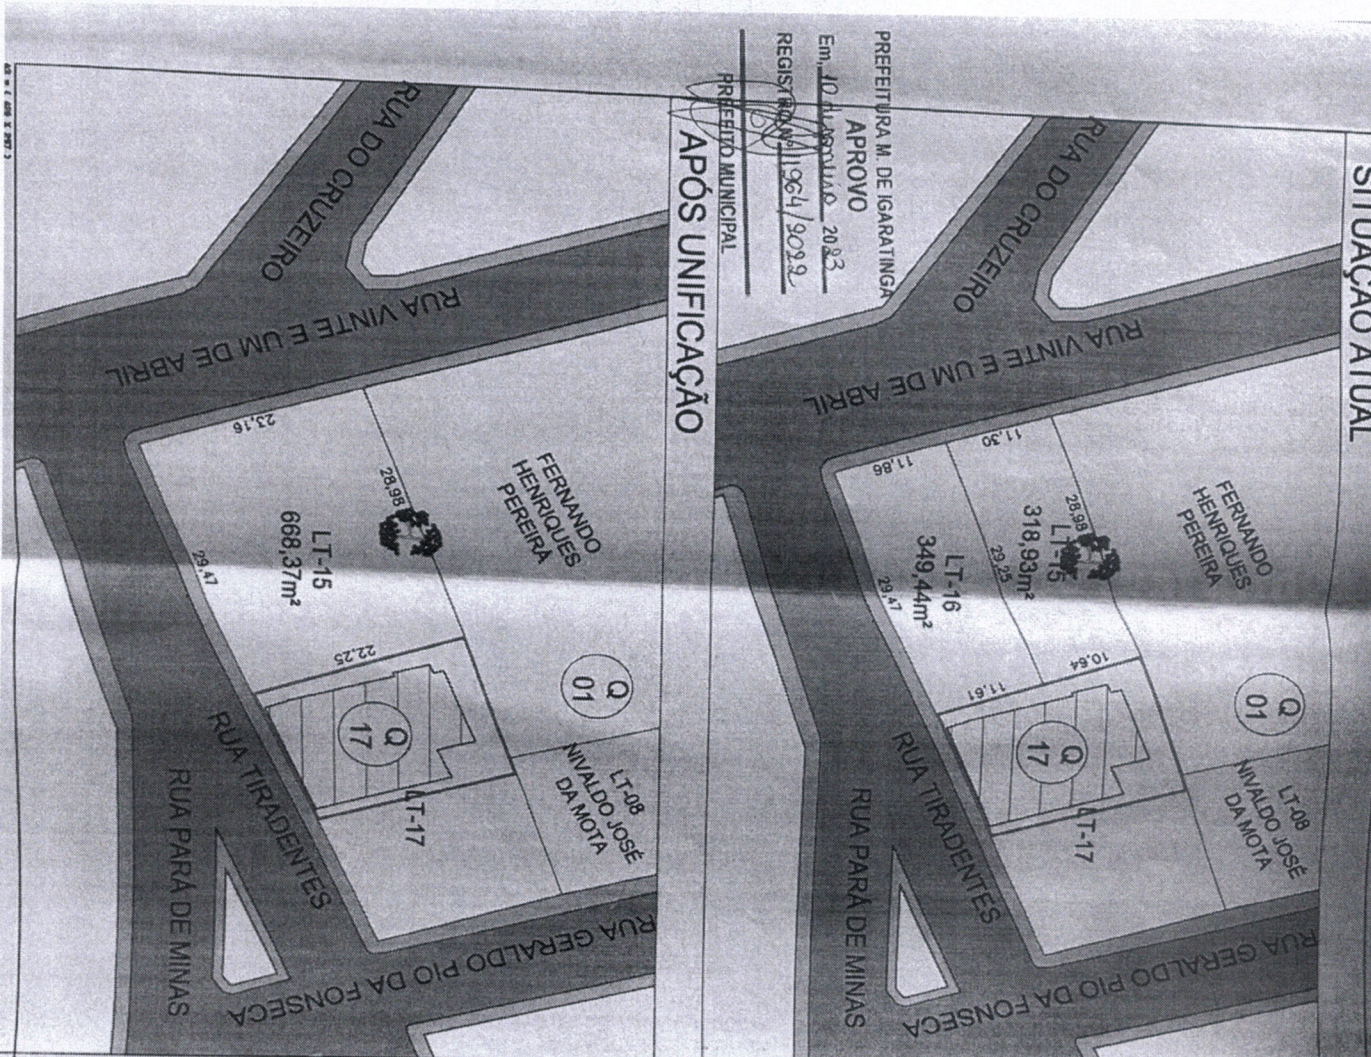 SITUAÇÃO ATUAL
RUA DO CRUZEIRO
RUA VINTE E UM DE ABRIL
FERNANDO
HENRIQUES
PEREIRA
11,30
11,86
28,98
LT-15
318,93m²
29,25
LT-16
349,44m²
29,47
10,64
11,61
Q
01
Q
17
LT-08
NIVALDO JOSÉ
DA MOTA
LT-17
RUA TIRADENTES
RUA PARÁ DE MINAS
RUA GERALDO PIO DA FONSECA
PREFEITURA M. DE IGARATINGA
APROVO
Em, 10 2023
REGISTRO Nº 11964/2022
PREFEITO MUNICIPAL
APÓS UNIFICAÇÃO
RUA DO CRUZEIRO
RUA VINTE E UM DE ABRIL
FERNANDO
HENRIQUES
PEREIRA
23,16
28,98
LT-15
668,37m²
29,47
22,25
Q
01
Q
17
LT-08
NIVALDO JOSÉ
DA MOTA
LT-17
RUA TIRADENTES
RUA PARÁ DE MINAS
RUA GERALDO PIO DA FONSECA